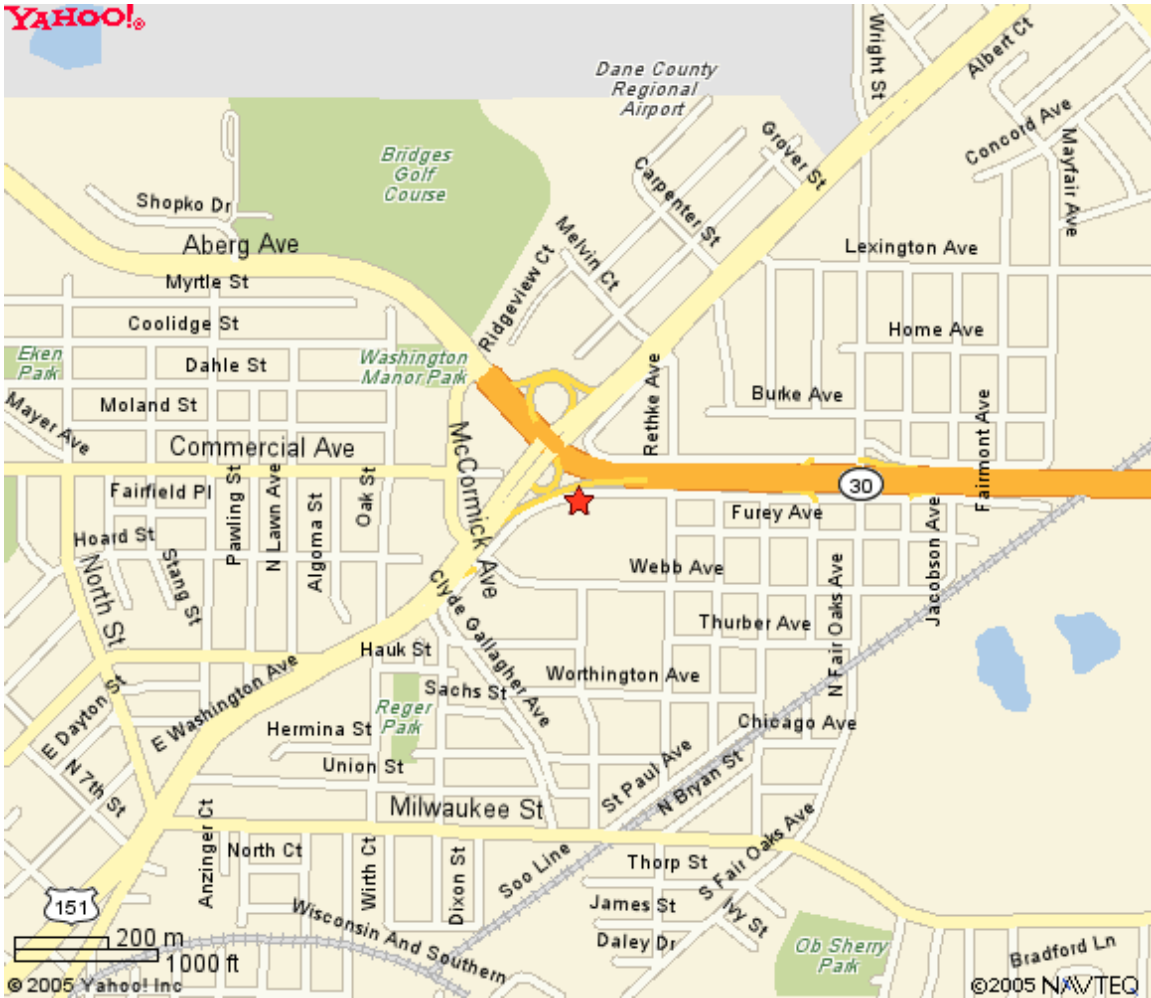 YAHOO!®
Dane County
Regional
Airport
Wright St
Albert Ct
Concord Ave
Mayfair Ave
Grover St
Carpenter St
Bridges
Golf
Course
Shopko Dr
Aberg Ave
Melvin Ct
Ridgeview Ct
Lexington Ave
Myrtle St
Coolidge St
Home Ave
Eken
Park
Dahle St
Washington
Manor Park
Rethke Ave
Burke Ave
Mayer Ave
Moland St
Commercial Ave
McCormick Ave
Fairmont Ave
Fairfield Pl
Pawling St
N Lawn Ave
Algoma St
Oak St
30
Furey Ave
Jacobson Ave
Hoard St
Stang St
North St
Webb Ave
N Fair Oaks Ave
Clyde Gallagher Ave
Thurber Ave
Hauk St
Worthington Ave
Sachs St
E Dayton St
E Washington Ave
Reger
Park
Hermina St
Chicago Ave
Union St
St Paul Ave
N Bryan St
N 7th St
Milwaukee St
Anzinger Ct
North Ct
Wirth Ct
Dixon St
Soo Line
Thorp St
S Fair Oaks Ave
151
James St
Ivy St
Wisconsin And Southern
Daley Dr
Ob Sherry
Park
Bradford Ln
200 m
1000 ft
© 2005 Yahoo! Inc
©2005 NAVTEQ